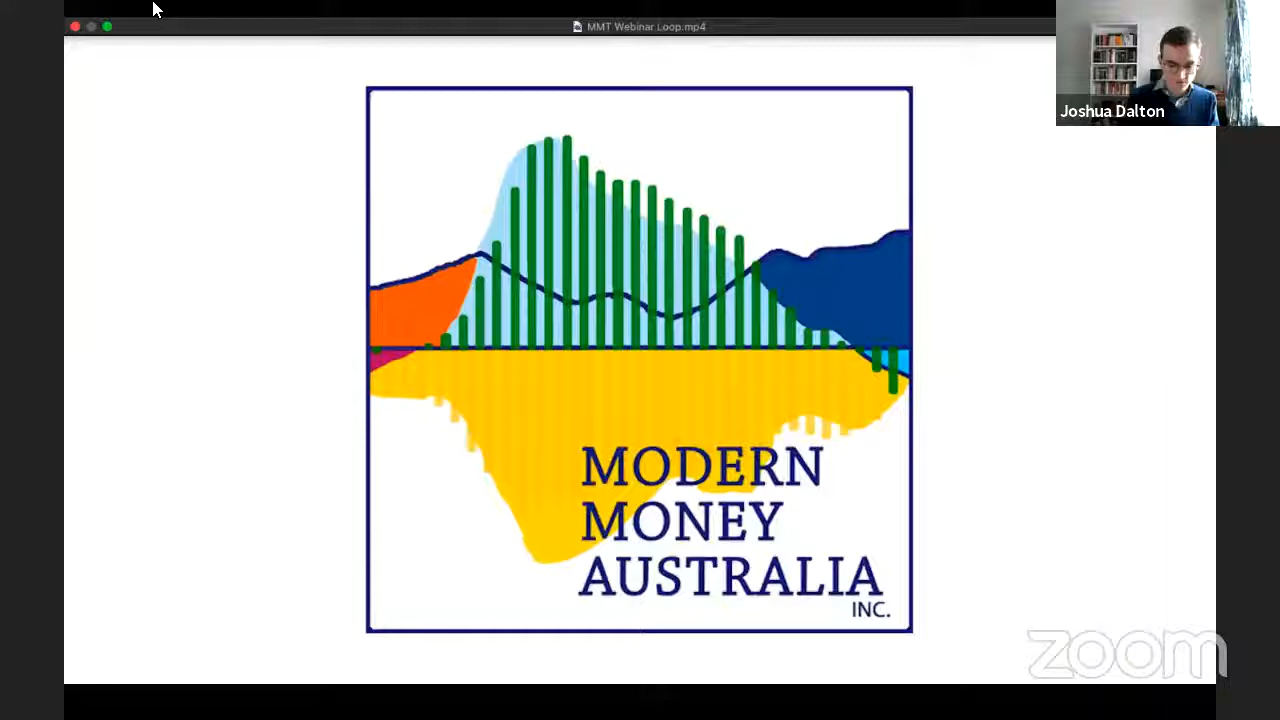 MMT Webinar Loop.mp4
Joshua Dalton
MODERN
MONEY
AUSTRALIA
INC.
zoom